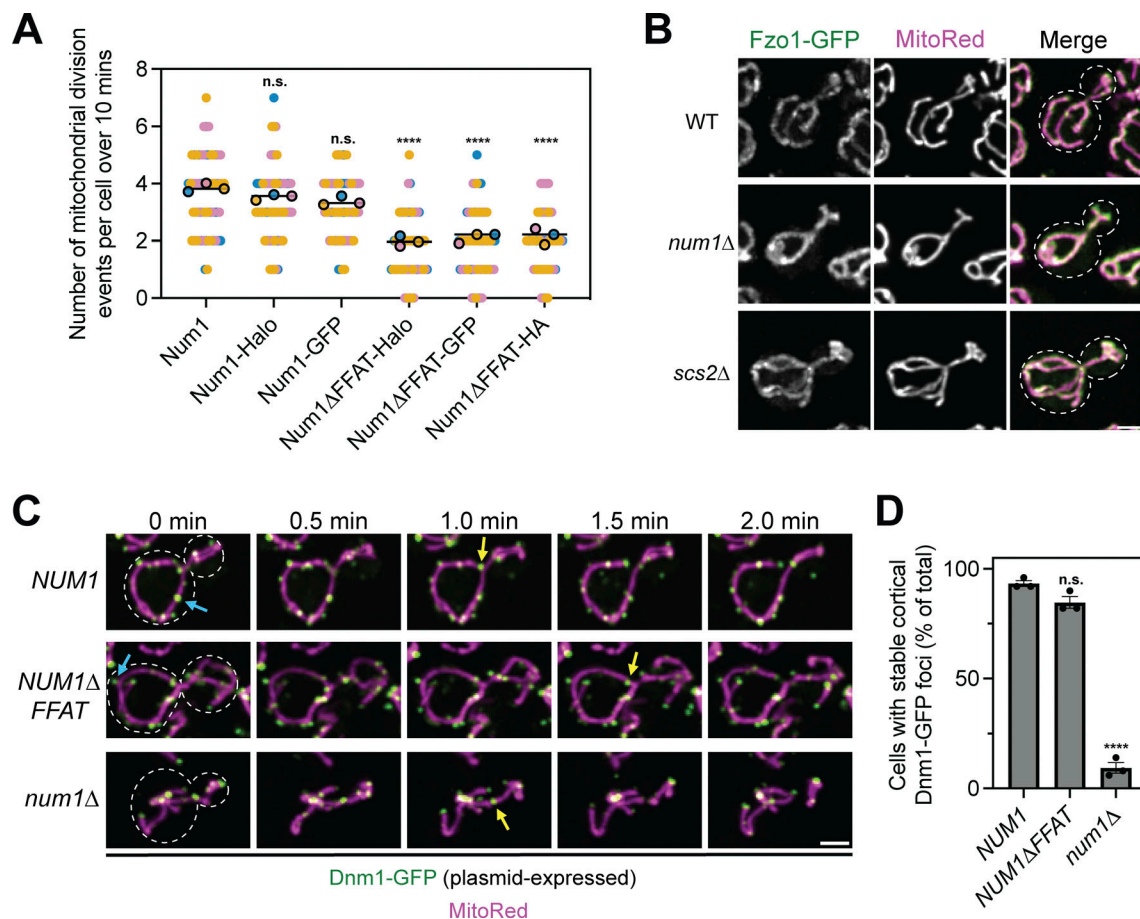 A
Number of mitochondrial division
events per cell over 10 mins
8
6
4
2
0
n.s.
n.s.
****
****
****
Num1
Num1-Halo
Num1-GFP
Num1ΔFFAT-Halo
Num1ΔFFAT-GFP
Num1ΔFFAT-HA
B
Fzo1-GFP MitoRed Merge
WT
num1Δ
scs2Δ
C
0 min 0.5 min 1.0 min 1.5 min 2.0 min
NUM1
NUM1Δ
FFAT
num1Δ
Dnm1-GFP (plasmid-expressed)
MitoRed
D
Cells with stable cortical
Dnm1-GFP foci (% of total)
100
50
0
n.s.
****
NUM1
NUM1ΔFFAT
num1Δ